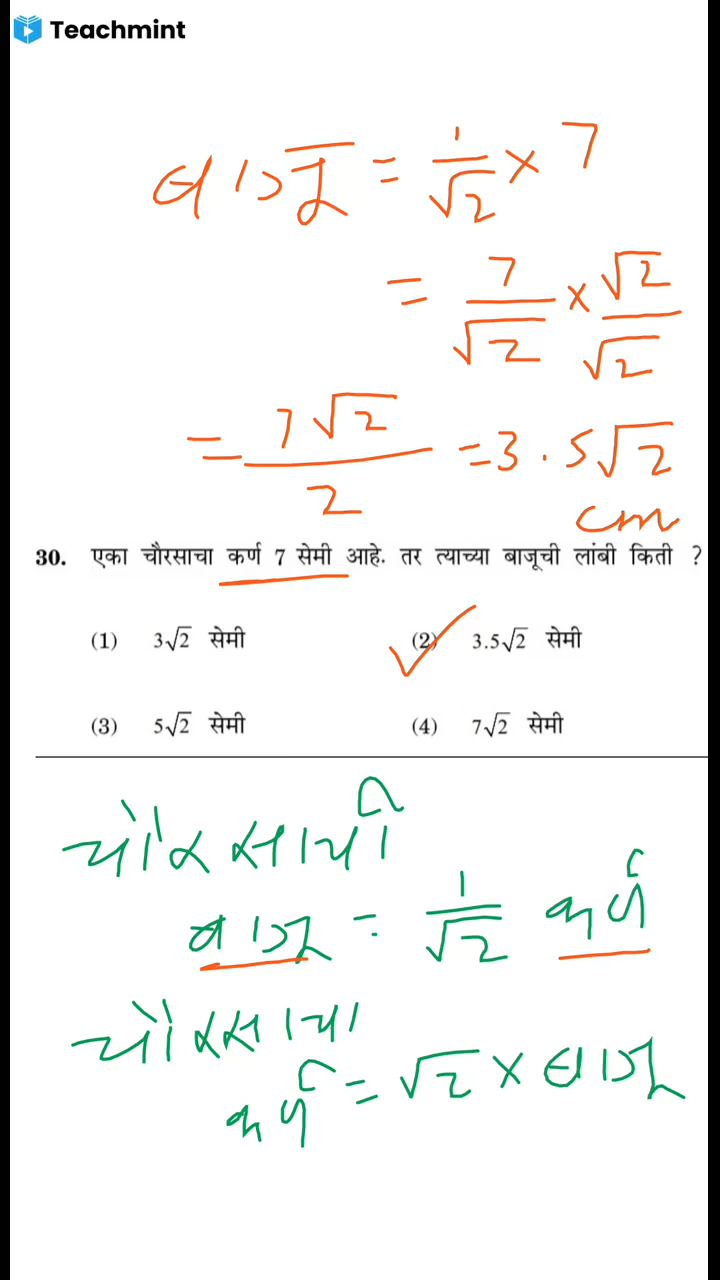 Teachmint
बाजू = 1/√2 × 7
= 7/√2 × √2/√2
= 7√2/2 = 3.5√2
cm
30. एका चौरसाचा कर्ण 7 सेमी आहे. तर त्याच्या बाजूची लांबी किती ?
(1) 3√2 सेमी (2) 3.5√2 सेमी
(3) 5√2 सेमी (4) 7√2 सेमी
चौरसाची
बाजू = 1/√2 कर्ण
चौरसाचा
कर्ण = √2 × बाजू